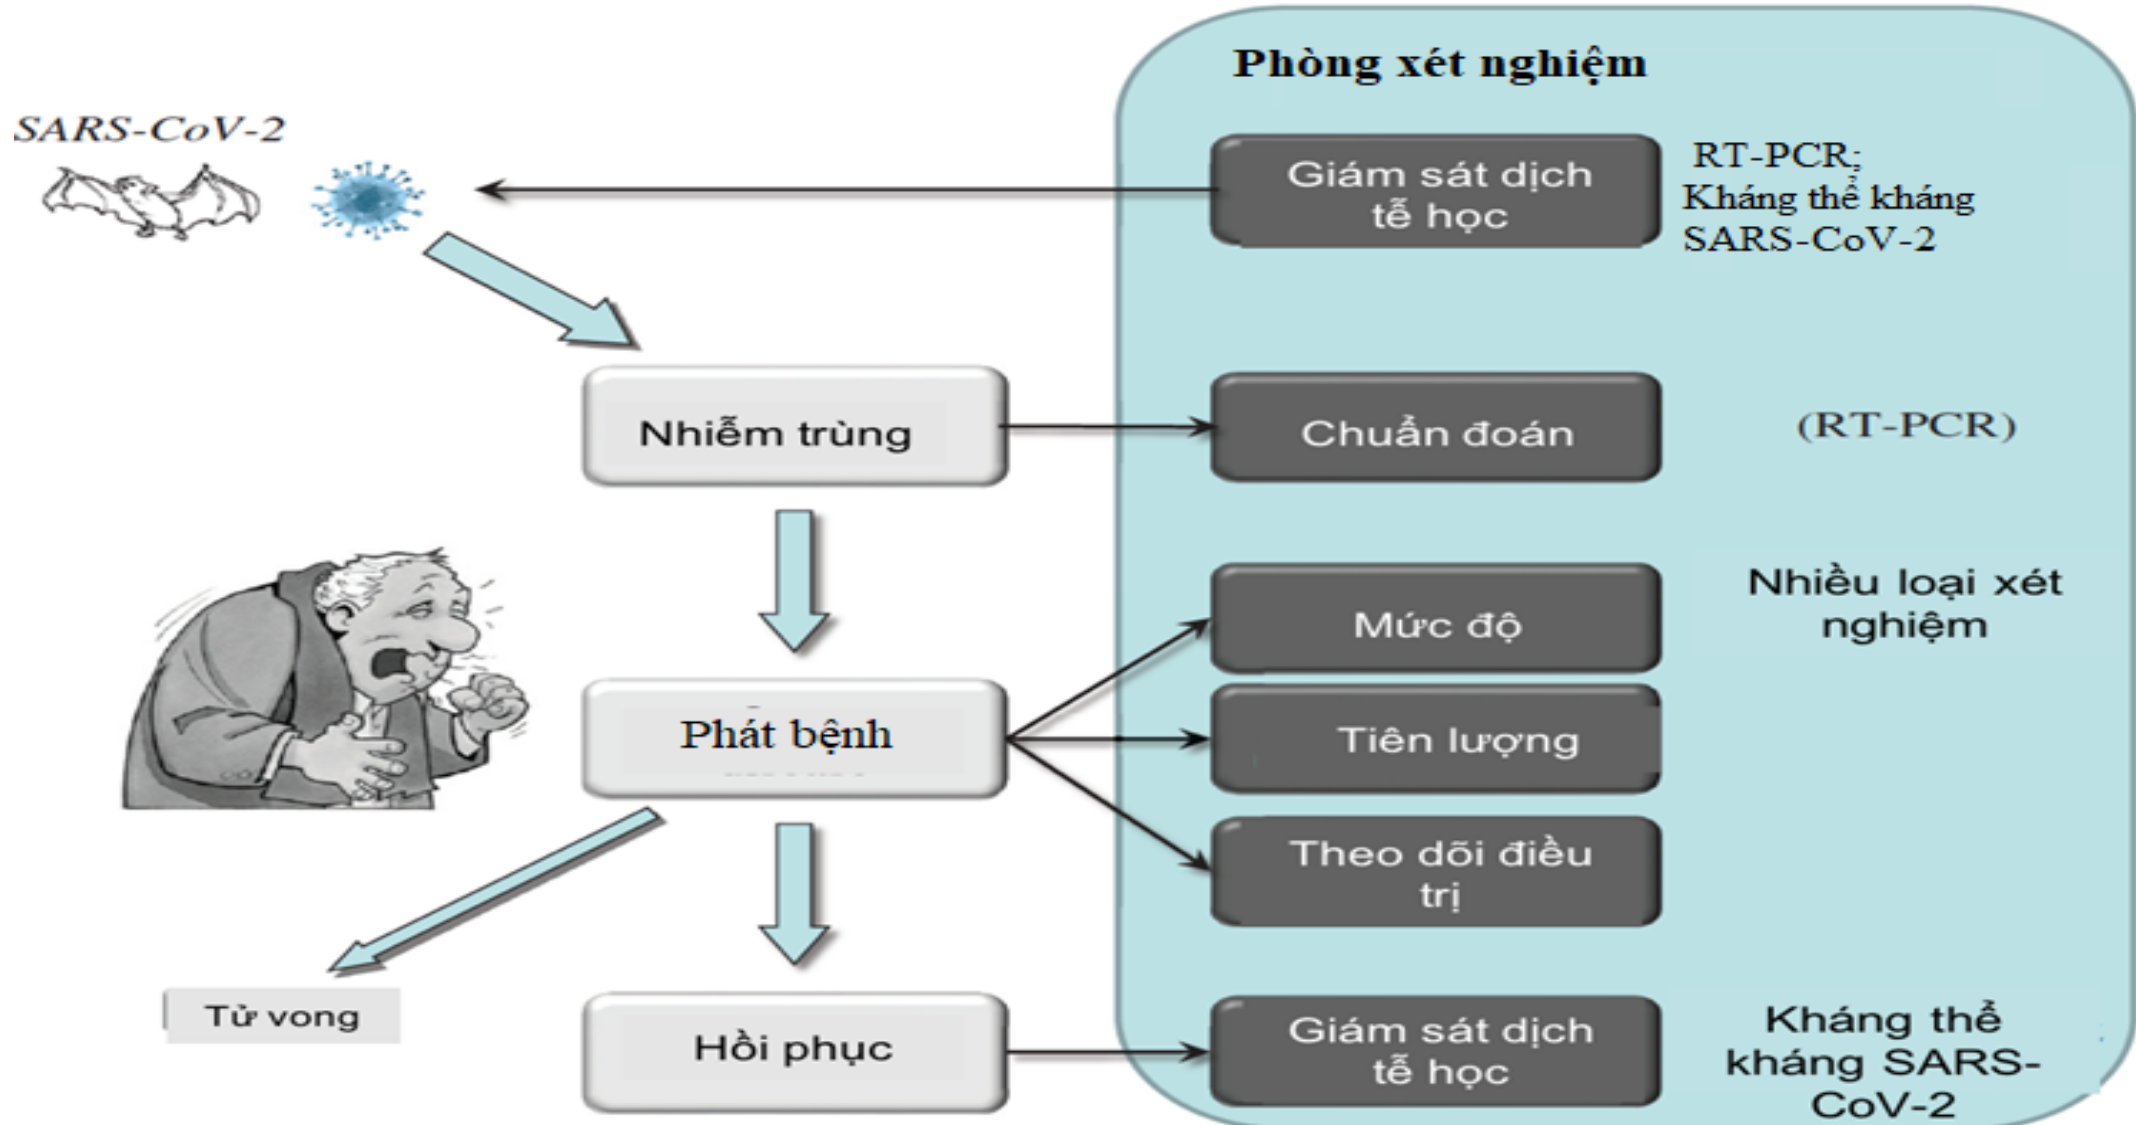 Phòng xét nghiệm
SARS-CoV-2
Giám sát dịch
tễ học
RT-PCR;
Kháng thể kháng
SARS-CoV-2
Nhiễm trùng
Chuẩn đoán
(RT-PCR)
Mức độ
Nhiều loại xét
nghiệm
Phát bệnh
Tiên lượng
Theo dõi điều
trị
Tử vong
Hồi phục
Giám sát dịch
tễ học
Kháng thể
kháng SARS-
CoV-2